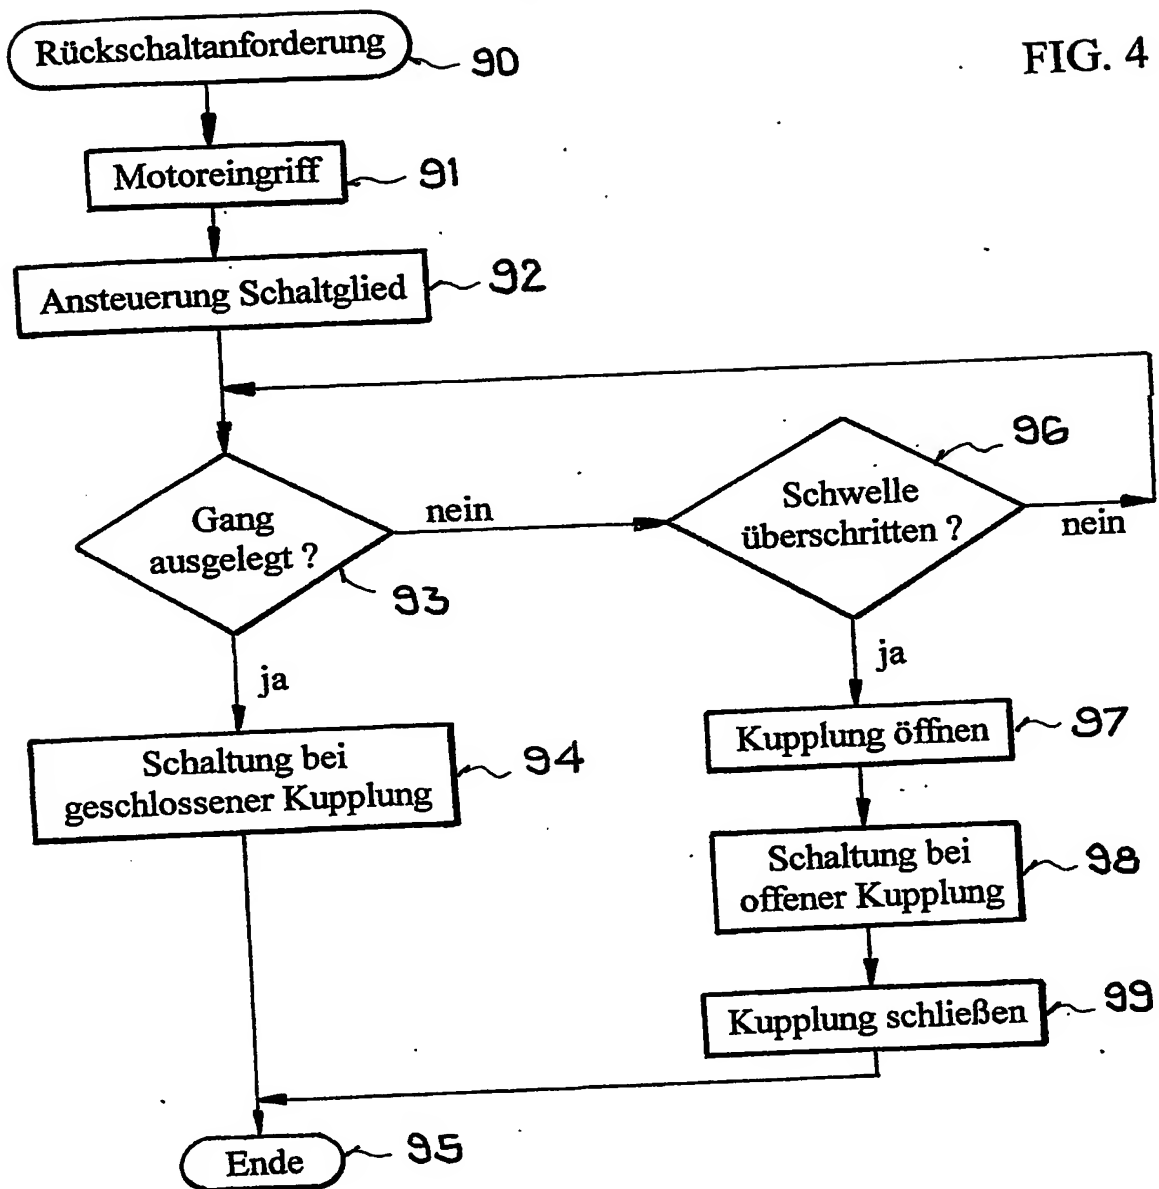 FIG. 4
Rückschaltanforderung
90
Motoreingriff
91
Ansteuerung Schaltglied
92
Gang
ausgelegt ?
93
nein
Schwelle
überschritten ?
96
nein
ja
ja
Schaltung bei
geschlossener Kupplung
94
Kupplung öffnen
97
Schaltung bei
offener Kupplung
98
Kupplung schließen
99
Ende
95